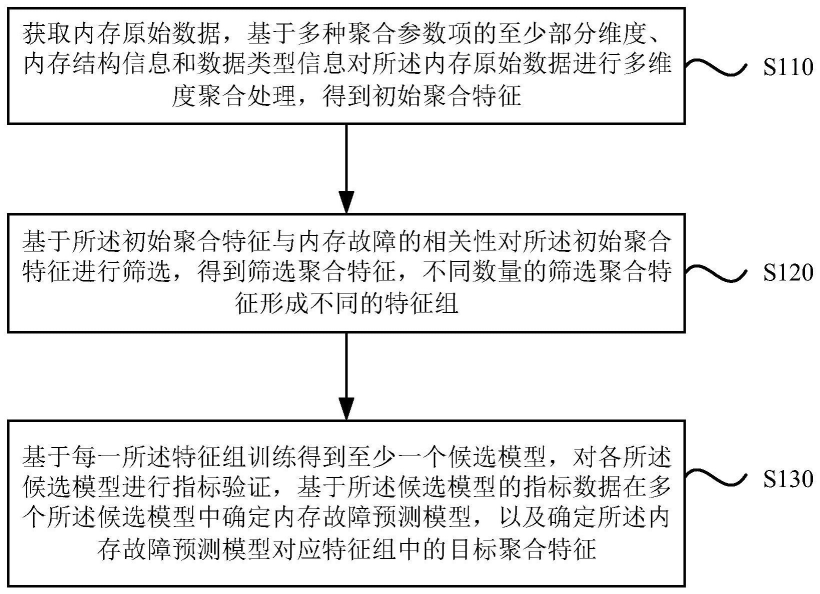 获取内存原始数据，基于多种聚合参数项的至少部分维度、
内存结构信息和数据类型信息对所述内存原始数据进行多维
度聚合处理，得到初始聚合特征
S110
基于所述初始聚合特征与内存故障的相关性对所述初始聚合
特征进行筛选，得到筛选聚合特征，不同数量的筛选聚合特
征形成不同的特征组
S120
基于每一所述特征组训练得到至少一个候选模型，对各所述
候选模型进行指标验证，基于所述候选模型的指标数据在多
个所述候选模型中确定内存故障预测模型，以及确定所述内
存故障预测模型对应特征组中的目标聚合特征
S130